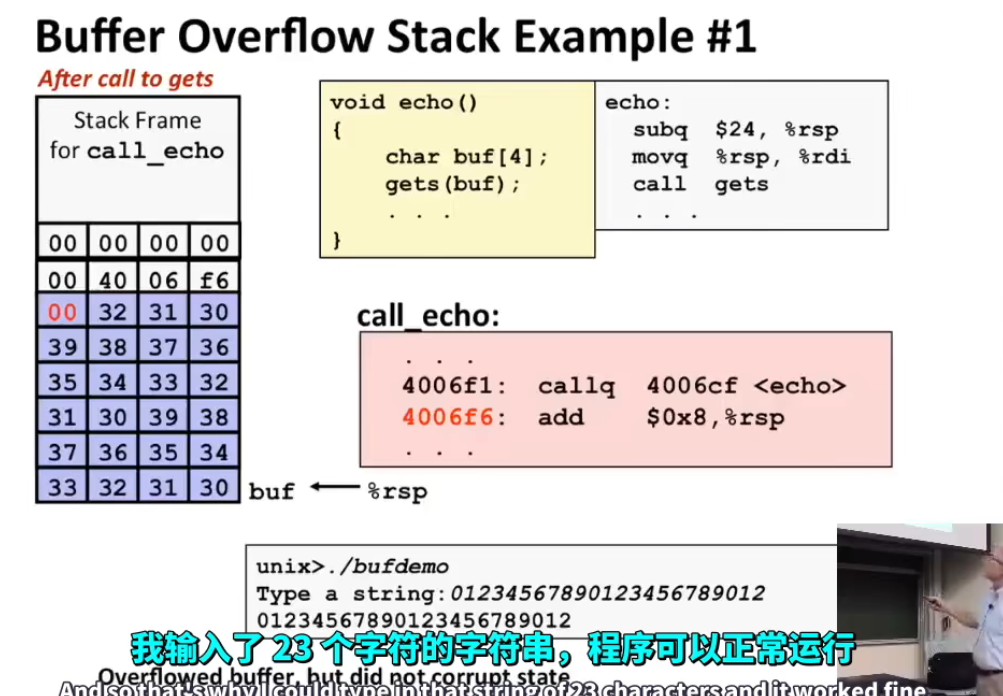 Buffer Overflow Stack Example #1
After call to gets
Stack Frame
for call_echo
00 00 00 00
00 40 06 f6
00 32 31 30
39 38 37 36
35 34 33 32
31 30 39 38
37 36 35 34
33 32 31 30
buf
%rsp
void echo()
{
char buf[4];
gets(buf);
. . .
}
echo:
subq $24, %rsp
movq %rsp, %rdi
call gets
. . .
call_echo:
. . .
4006f1: callq 4006cf <echo>
4006f6: add $0x8,%rsp
. . .
unix>./bufdemo
Type a string:01234567890123456789012
01234567890123456789012
我输入了 23 个字符的字符串，程序可以正常运行
Overflowed buffer, but did not corrupt state
And so that's why I could type in that string of 23 characters and it worked fine